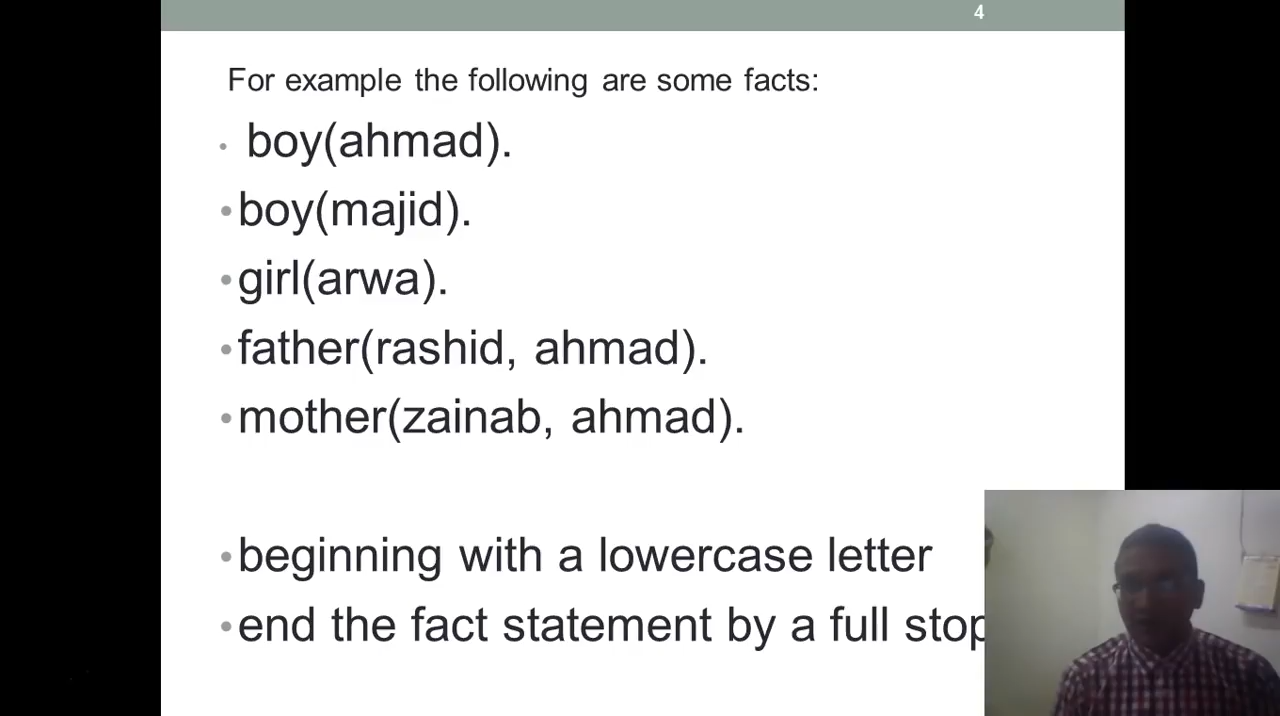 4
For example the following are some facts:
• boy(ahmad).
•boy(majid).
•girl(arwa).
•father(rashid, ahmad).
•mother(zainab, ahmad).
•beginning with a lowercase letter
•end the fact statement by a full stop